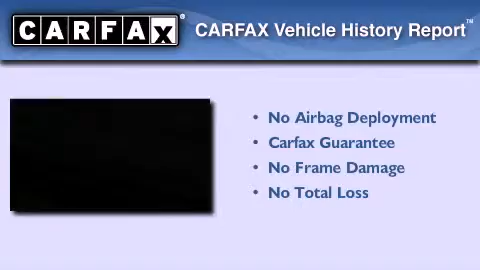 CARFAX® CARFAX Vehicle History Report™
• No Airbag Deployment
• Carfax Guarantee
• No Frame Damage
• No Total Loss